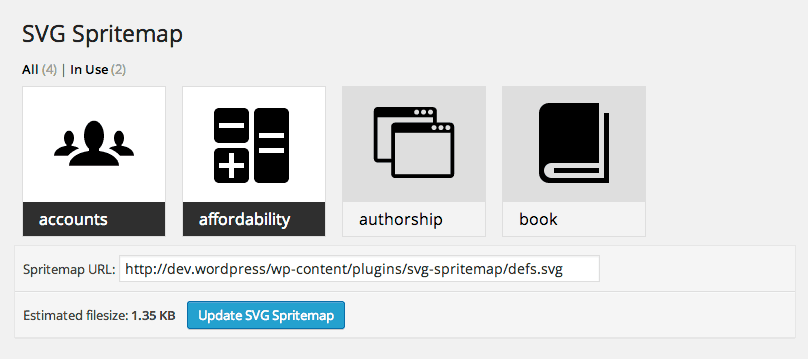 SVG Spritemap
All (4) | In Use (2)
accounts
affordability
authorship
book
Spritemap URL: http://dev.wordpress/wp-content/plugins/svg-spritemap/defs.svg
Estimated filesize: 1.35 KB Update SVG Spritemap